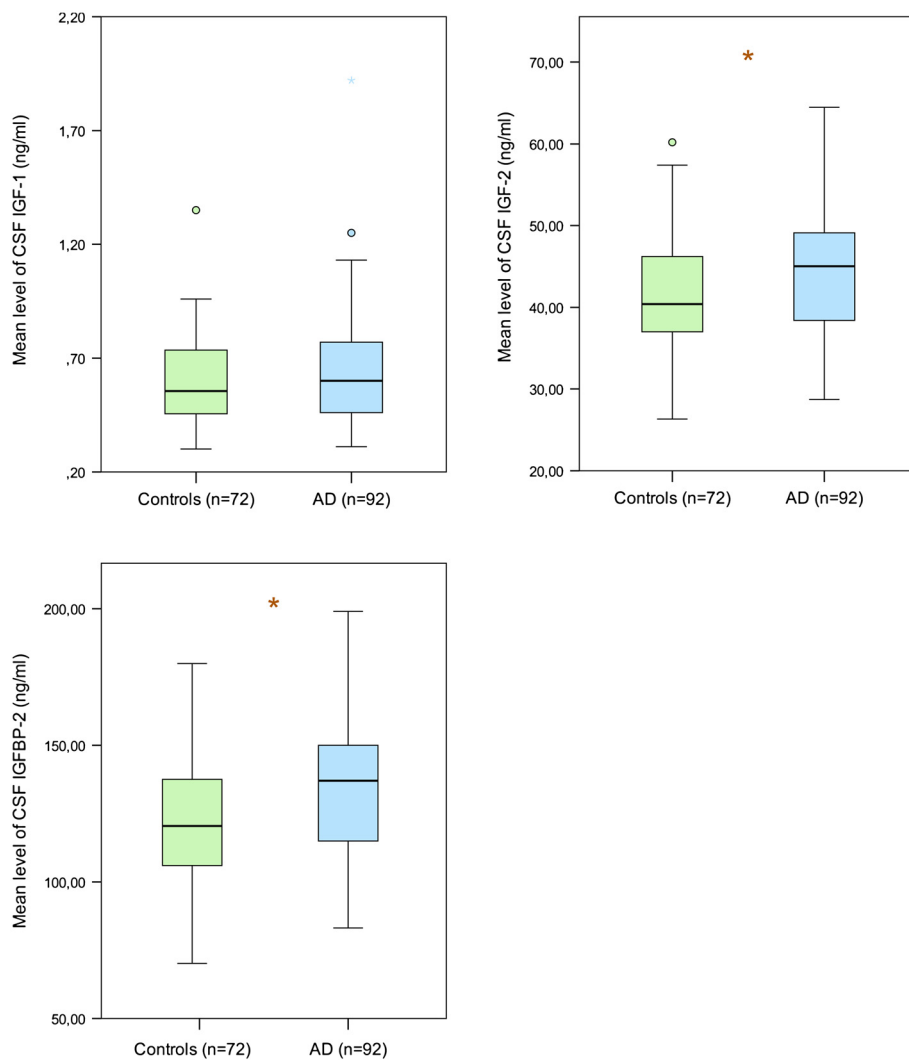 Mean level of CSF IGF-1 (ng/ml)
2,20
1,70
1,20
,70
,20
*
Controls (n=72)
AD (n=92)
Mean level of CSF IGF-2 (ng/ml)
70,00
60,00
50,00
40,00
30,00
20,00
*
Controls (n=72)
AD (n=92)
Mean level of CSF IGFBP-2 (ng/ml)
200,00
150,00
100,00
50,00
*
Controls (n=72)
AD (n=92)